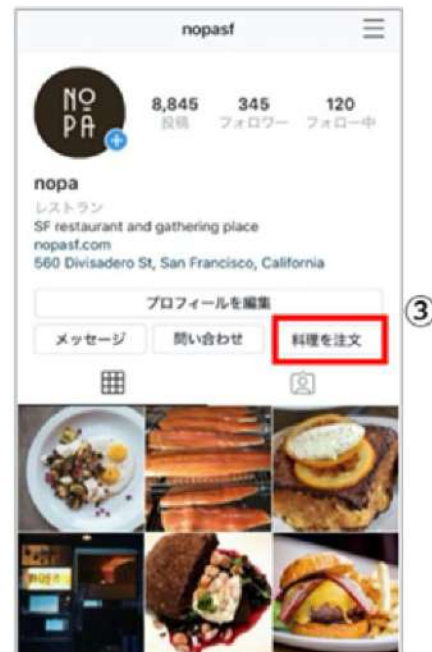 nopasf
NO
PA
8,845 345 120
投稿 フォロワー フォロー中
nopa
レストラン
SF restaurant and gathering place
nopasf.com
560 Divisadero St, San Francisco, California
プロフィールを編集
メッセージ 問い合わせ 料理を注文
③